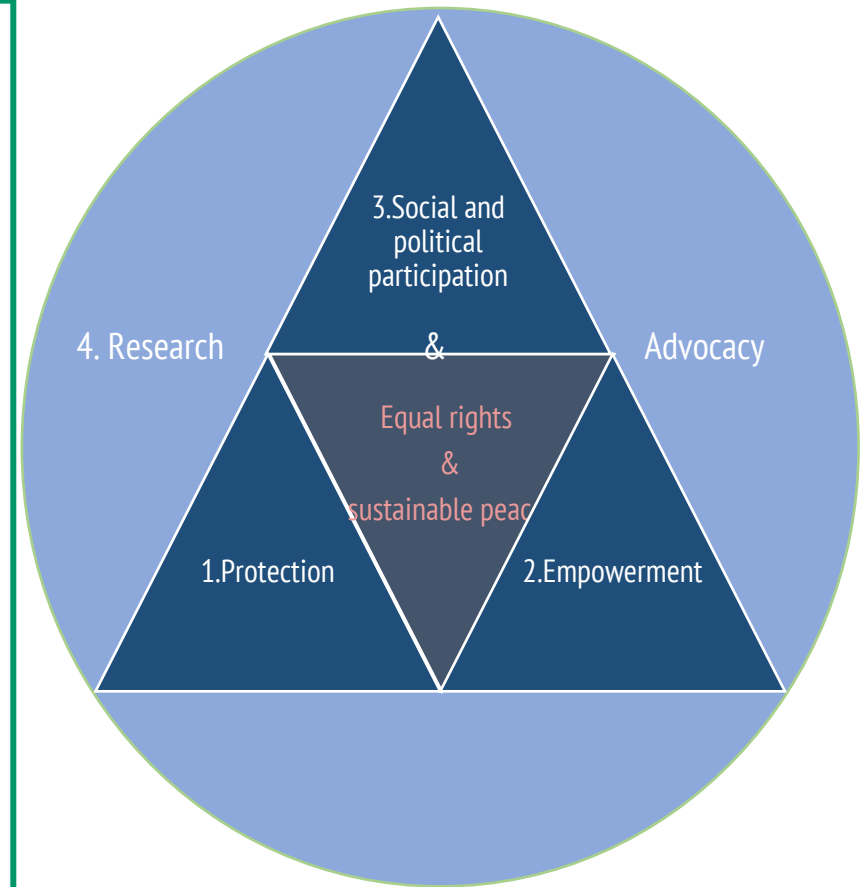 3.Social and
political
participation
4. Research & Advocacy
Equal rights
&
sustainable peac
1.Protection
2.Empowerment